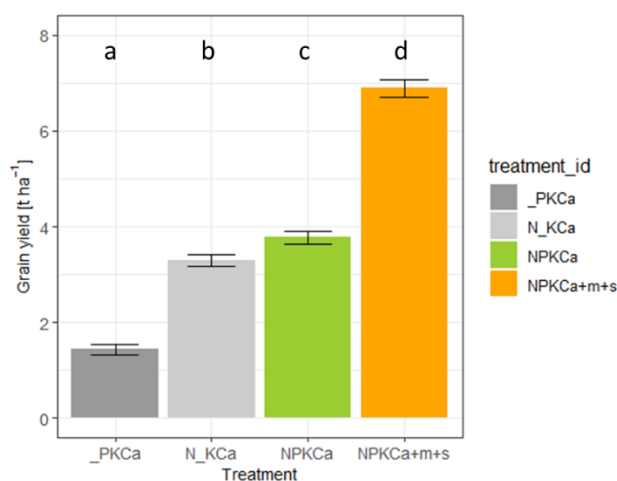 a b c d
8
6
4
2
0
Grain yield [t ha⁻¹]
_PKCa N_KCa NPKCa NPKCa+m+s
Treatment
treatment_id
_PKCa
N_KCa
NPKCa
NPKCa+m+s